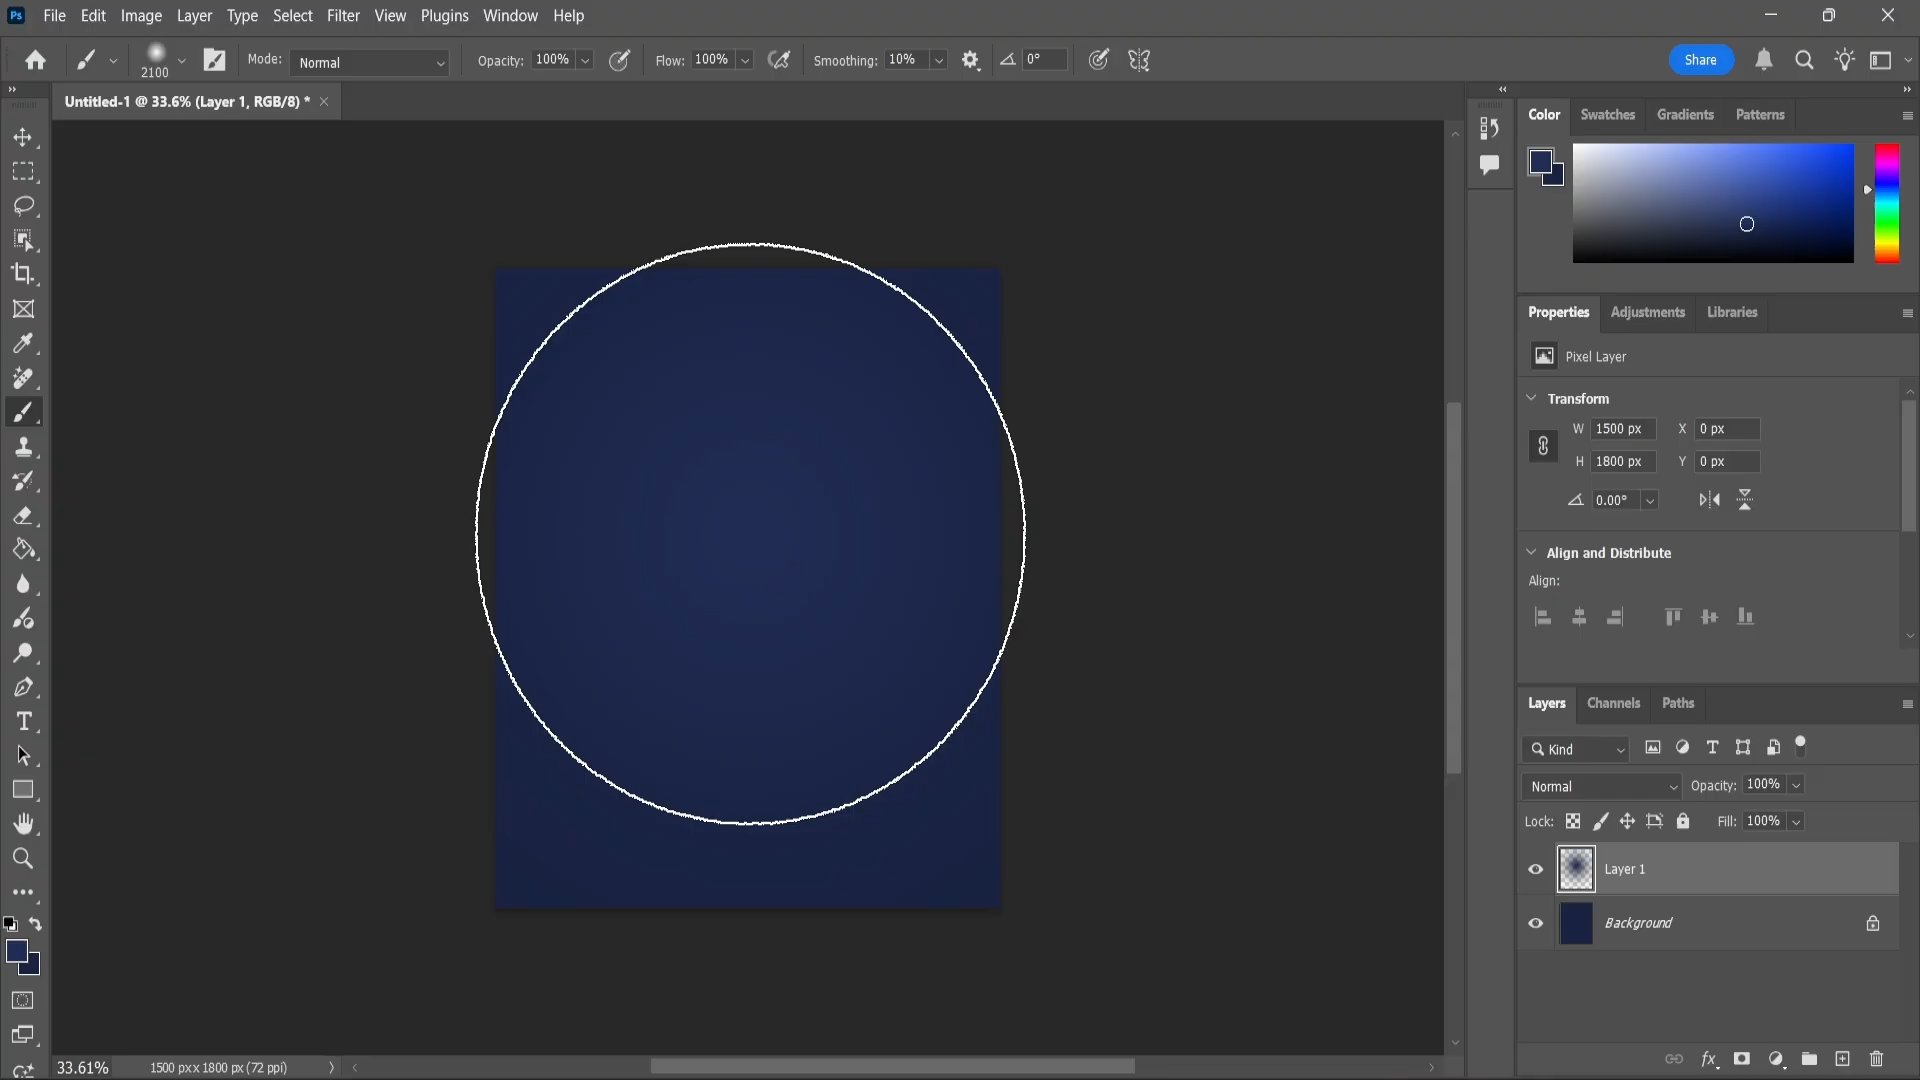 Ps File Edit Image Layer Type Select Filter View Plugins Window Help
2100 Mode: Normal Opacity: 100% Flow: 100% Smoothing: 10% 0° Share
Untitled-1 @ 33.6% (Layer 1, RGB/8) *
Color Swatches Gradients Patterns
Properties Adjustments Libraries
Pixel Layer
Transform
W 1500 px X 0 px
H 1800 px Y 0 px
0.00°
Align and Distribute
Align:
Layers Channels Paths
Kind
Normal Opacity: 100%
Lock: Fill: 100%
Layer 1
Background
33.61% 1500 px x 1800 px (72 ppi)